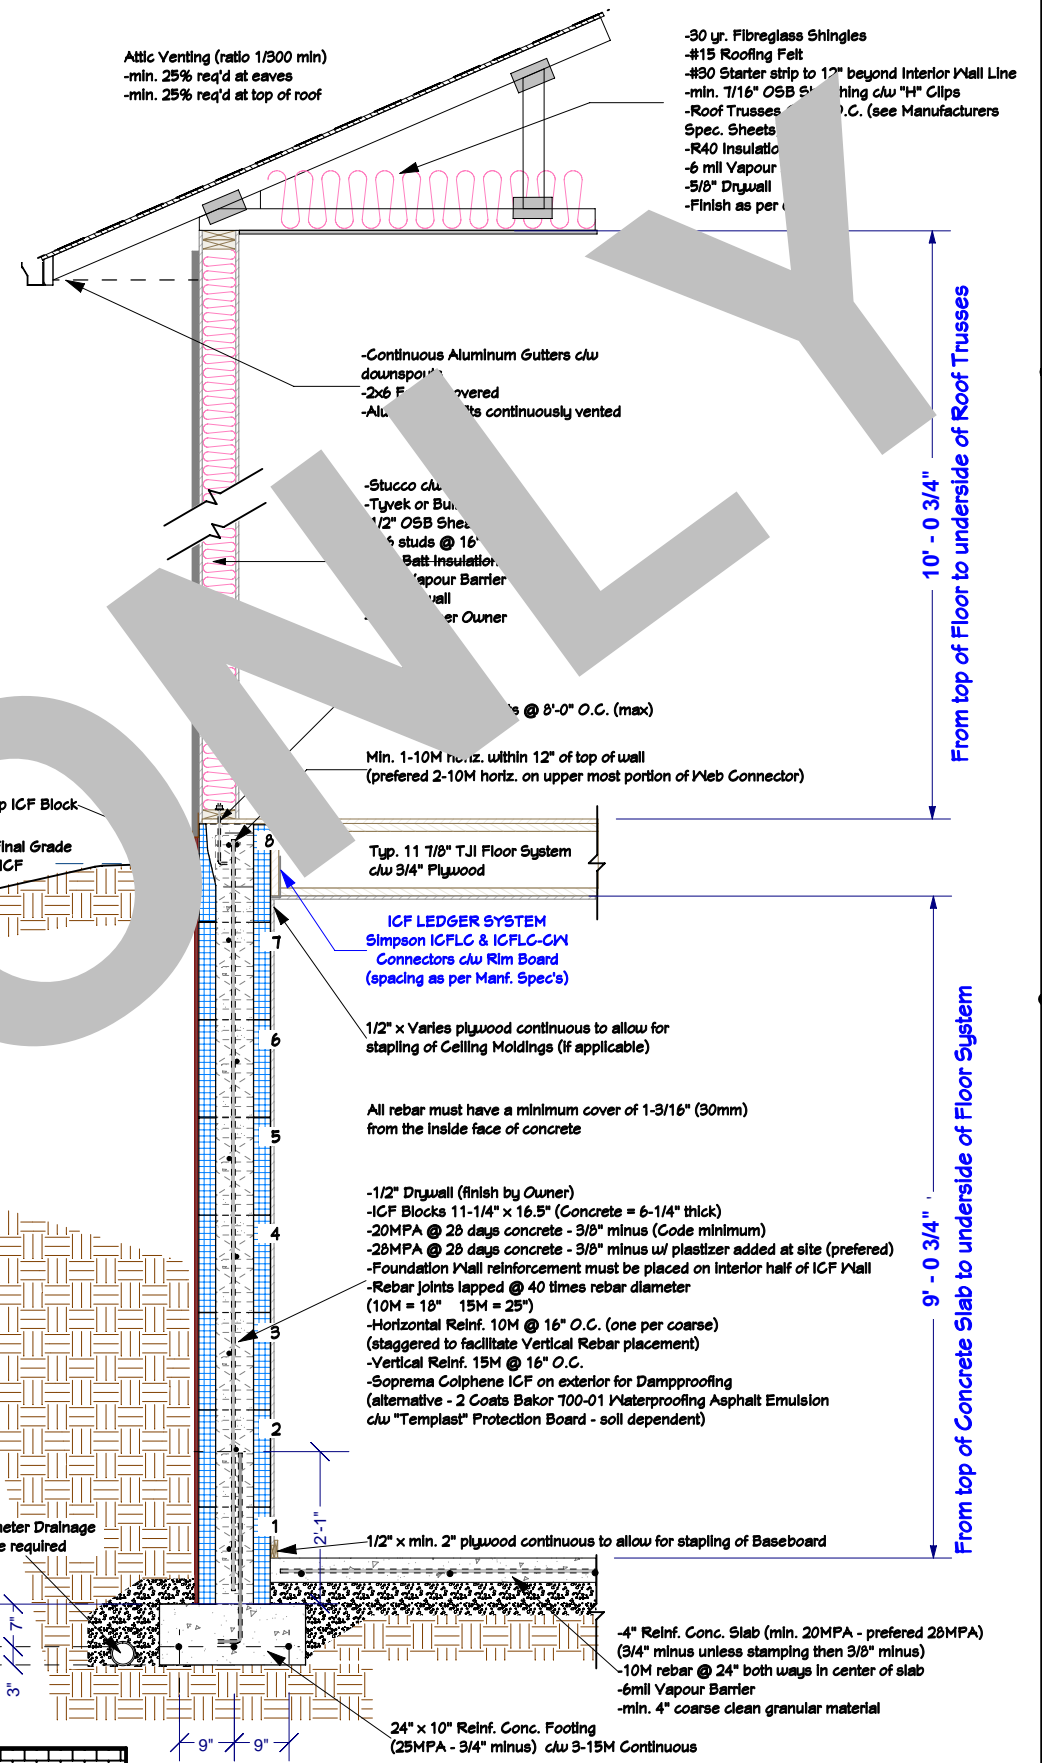 Attic Venting (ratio 1/300 min)
-min. 25% req'd at eaves
-min. 25% req'd at top of roof
-30 yr. Fibreglass Shingles
-#15 Roofing Felt
-#30 Starter strip to 12" beyond Interior Wall Line
-min. 7/16" OSB c/w "H" Clips
-Roof Trusses O.C. (see Manufacturers
Spec. Sheets
-R40
-6 mil Vapour
-5/8" Drywall
-Finish as per
-Continuous Aluminum Gutters c/w
-2x6
continuously vented
-Stucco c/w
-Tyvek or
1/2" OSB
studs @ 16"
Batt Insulation
Vapour Barrier
Owner
@ 8'-0" O.C. (max)
Min. 1-10M horiz. within 12" of top of wall
(prefered 2-10M horiz. on upper most portion of Web Connector)
ICF Block
Final Grade
ICF
8
Typ. 11 7/8" TJI Floor System
c/w 3/4" Plywood
ICF LEDGER SYSTEM
Simpson ICFLC & ICFLC-CW
Connectors c/w Rim Board
(spacing as per Manf. Spec's)
7
1/2" x Varies plywood continuous to allow for
stapling of Ceiling Moldings (if applicable)
6
All rebar must have a minimum cover of 1-3/16" (30mm)
from the inside face of concrete
5
-1/2" Drywall (finish by Owner)
-ICF Blocks 11-1/4" x 16.5" (Concrete = 6-1/4" thick)
-20MPA @ 28 days concrete - 3/8" minus (Code minimum)
-28MPA @ 28 days concrete - 3/8" minus w/ plastizer added at site (prefered)
-Foundation Wall reinforcement must be placed on interior half of ICF Wall
-Rebar joints lapped @ 40 times rebar diameter
(10M = 18" 15M = 25")
-Horizontal Reinf. 10M @ 16" O.C. (one per coarse)
(staggered to facilitate Vertical Rebar placement)
-Vertical Reinf. 15M @ 16" O.C.
-Soprema Colphene ICF on exterior for Dampproofing
(alternative - 2 Coats Bakor 700-01 Waterproofing Asphalt Emulsion
c/w "Templast" Protection Board - soil dependent)
4
3
2
1
2'-1"
1/2" x min. 2" plywood continuous to allow for stapling of Baseboard
Drainage
required
-4" Reinf. Conc. Slab (min. 20MPA - prefered 28MPA)
(3/4" minus unless stamping then 3/8" minus)
-10M rebar @ 24" both ways in center of slab
-6mil Vapour Barrier
-min. 4" coarse clean granular material
24" x 10" Reinf. Conc. Footing
(25MPA - 3/4" minus) c/w 3-15M Continuous
7"
3"
9" 9"
10' - 0 3/4"
From top of Floor to underside of Roof Trusses
9' - 0 3/4"
From top of Concrete Slab to underside of Floor System
ONLY